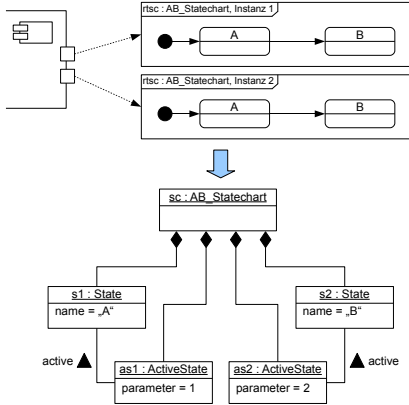 rtsc : AB_Statechart, Instanz 1
A
B
rtsc : AB_Statechart, Instanz 2
A
B
sc : AB_Statechart
s1 : State
name = „A“
s2 : State
name = „B“
active
active
as1 : ActiveState
parameter = 1
as2 : ActiveState
parameter = 2